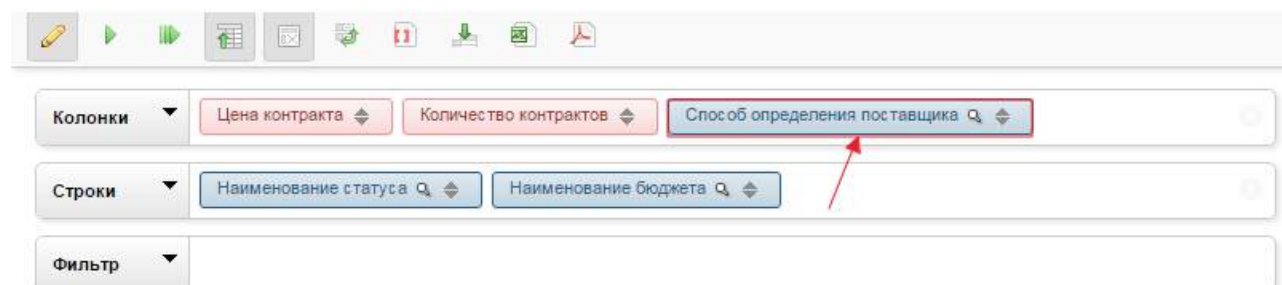 Колонки Цена контракта Количество контрактов Способ определения поставщика
Строки Наименование статуса Наименование бюджета
Фильтр